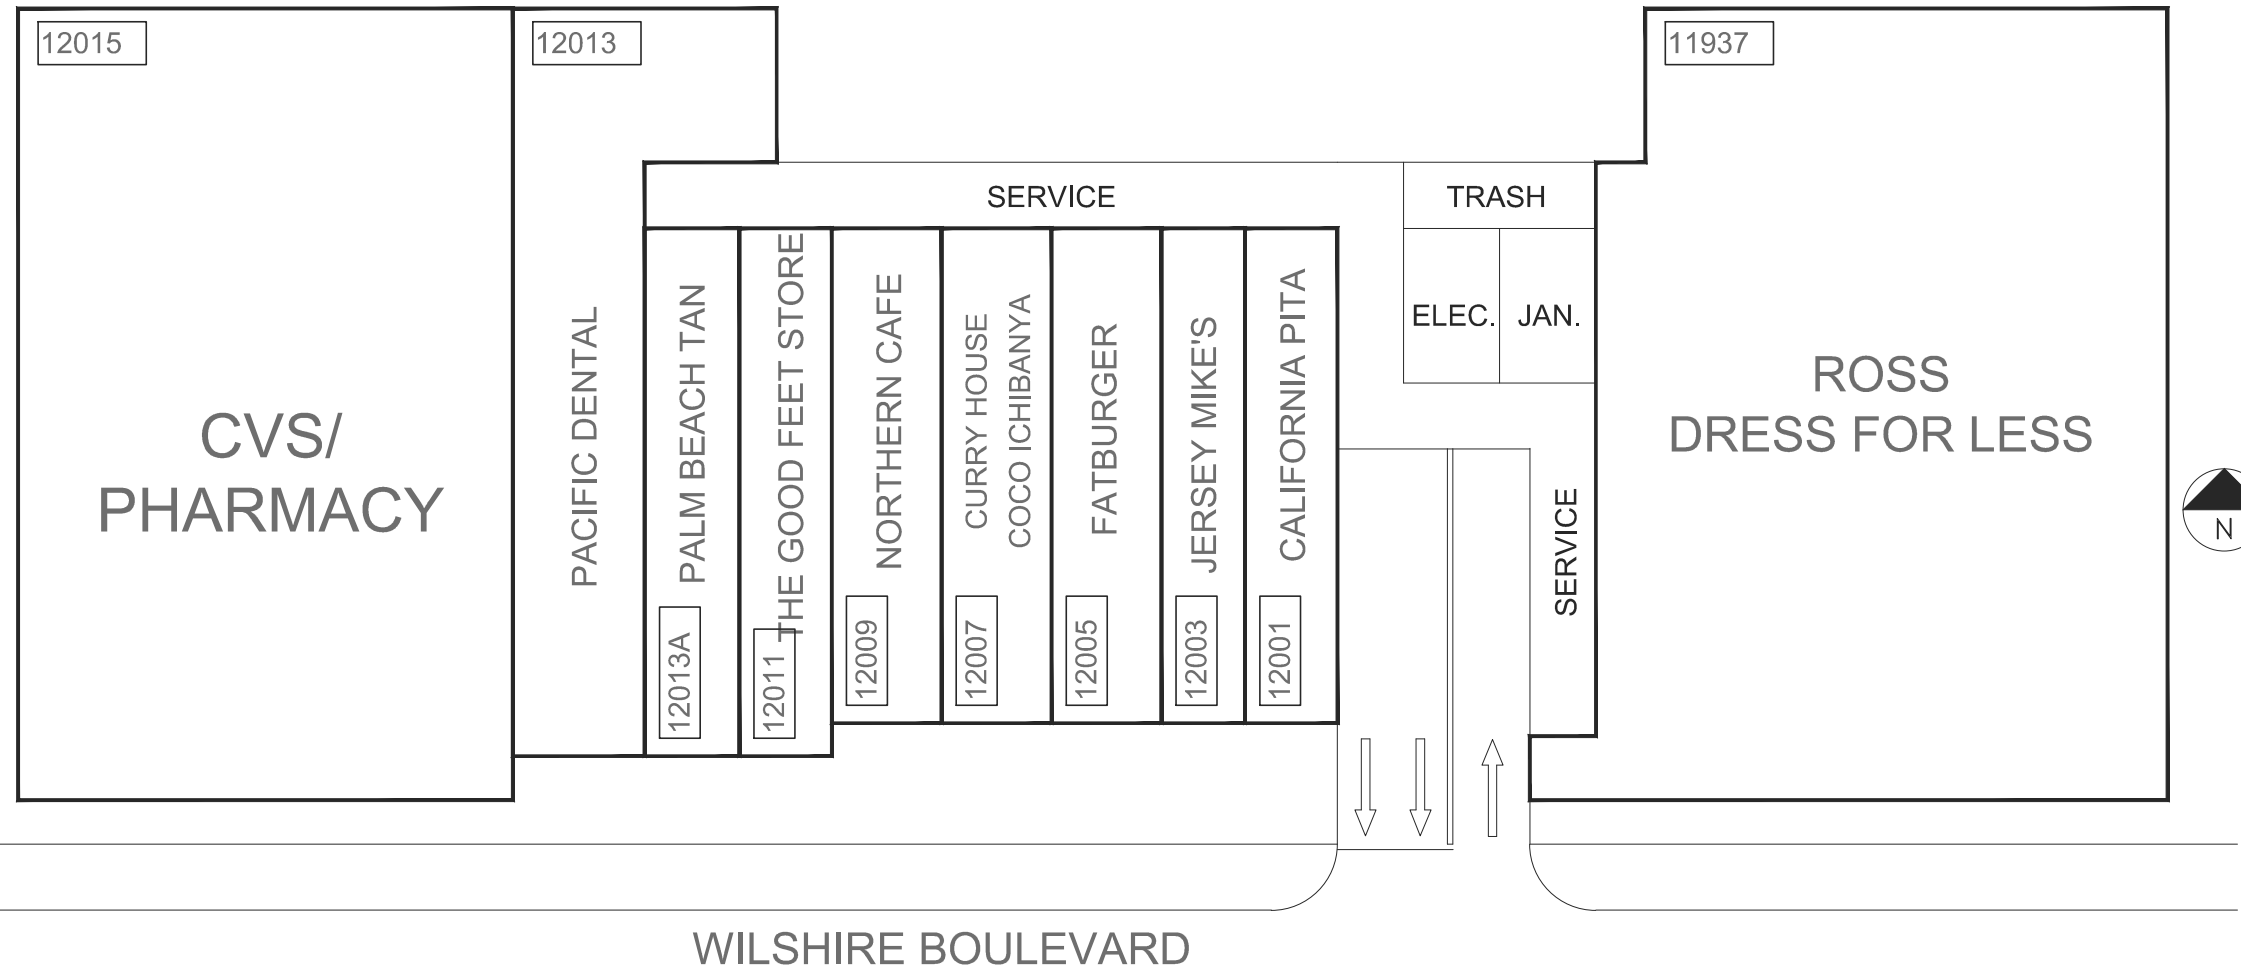 12015
12013
11937
SERVICE
TRASH
ELEC.
JAN.
CVS/
PHARMACY
PACIFIC DENTAL
PALM BEACH TAN
12013A
THE GOOD FEET STORE
12011
NORTHERN CAFE
12009
CURRY HOUSE
COCO ICHIBANYA
12007
FATBURGER
12005
JERSEY MIKE'S
12003
CALIFORNIA PITA
12001
SERVICE
ROSS
DRESS FOR LESS
N
WILSHIRE BOULEVARD